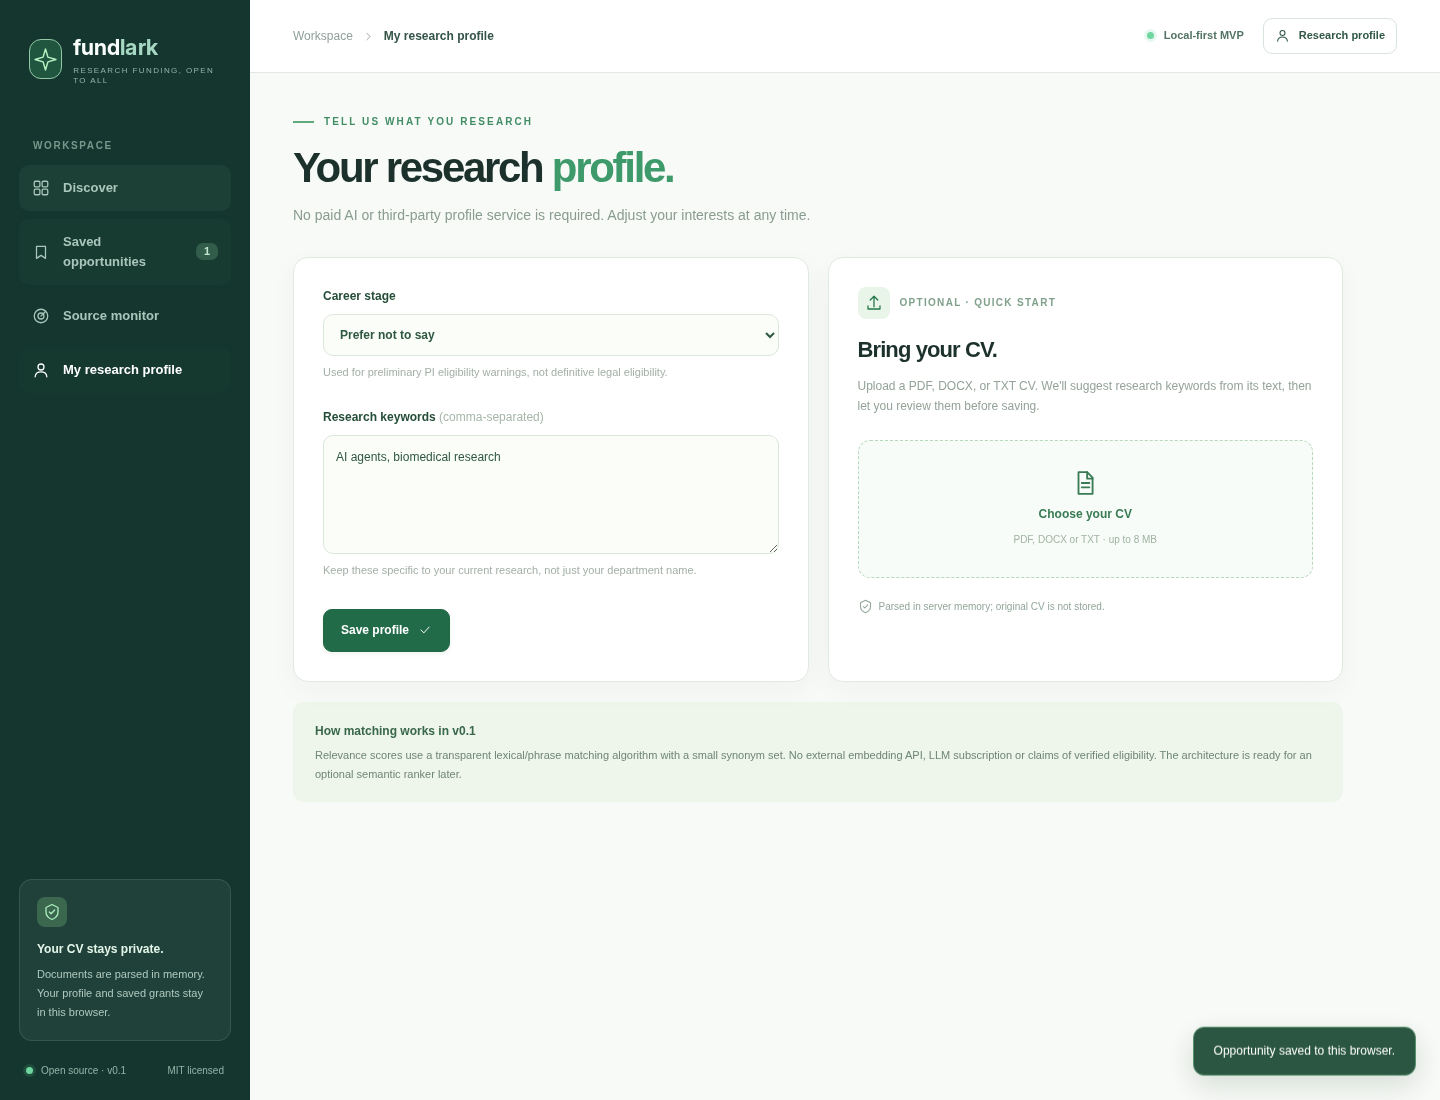 fundlark
RESEARCH FUNDING, OPEN
TO ALL
WORKSPACE
Discover
Saved
opportunities
1
Source monitor
My research profile
Your CV stays private.
Documents are parsed in memory.
Your profile and saved grants stay
in this browser.
Open source · v0.1
MIT licensed
Workspace
My research profile
Local-first MVP
Research profile
TELL US WHAT YOU RESEARCH
Your research profile.
No paid AI or third-party profile service is required. Adjust your interests at any time.
Career stage
Prefer not to say
Used for preliminary PI eligibility warnings, not definitive legal eligibility.
Research keywords (comma-separated)
AI agents, biomedical research
Keep these specific to your current research, not just your department name.
Save profile
OPTIONAL · QUICK START
Bring your CV.
Upload a PDF, DOCX, or TXT CV. We'll suggest research keywords from its text, then
let you review them before saving.
Choose your CV
PDF, DOCX or TXT · up to 8 MB
Parsed in server memory; original CV is not stored.
How matching works in v0.1
Relevance scores use a transparent lexical/phrase matching algorithm with a small synonym set. No external embedding API, LLM subscription or claims of verified eligibility. The architecture is ready for an
optional semantic ranker later.
Opportunity saved to this browser.